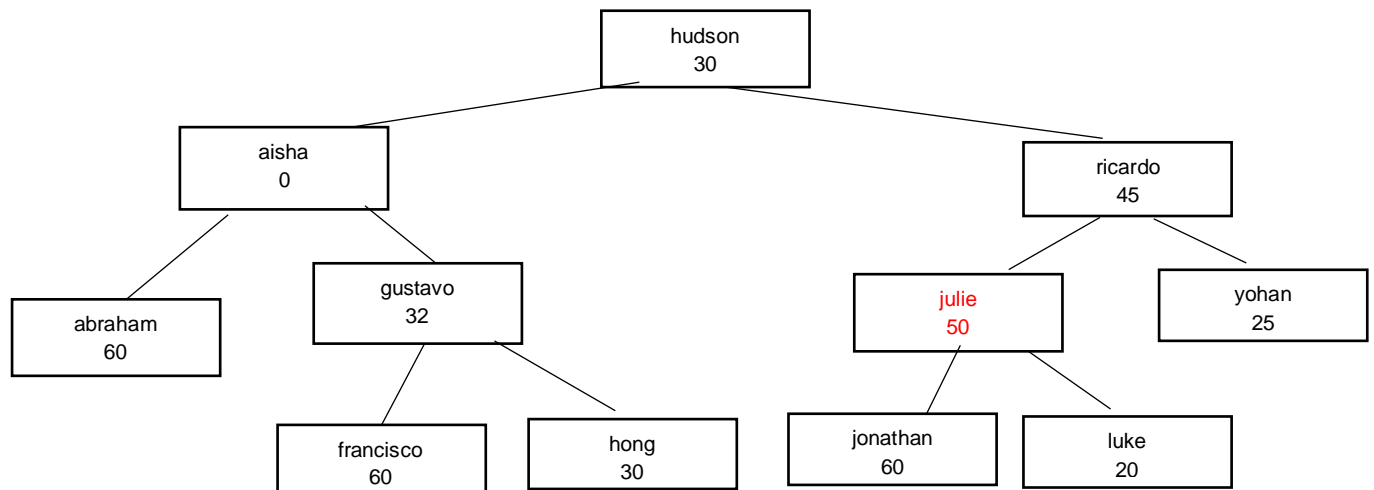 hudson
30
aisha
0
ricardo
45
abraham
60
gustavo
32
julie
50
yohan
25
francisco
60
hong
30
jonathan
60
luke
20